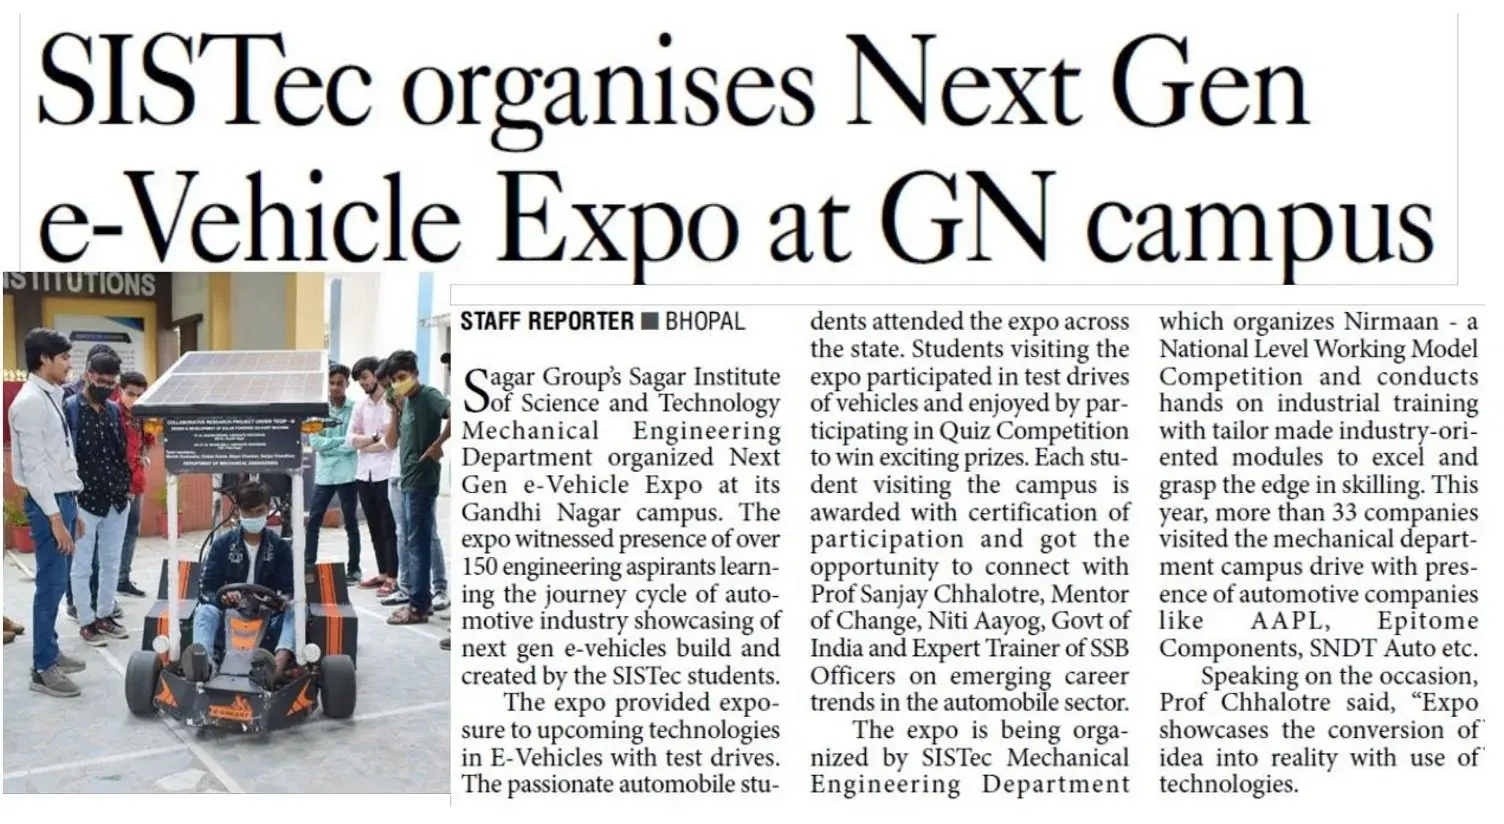 SISTec organises Next Gen
e-Vehicle Expo at GN campus
STITUTIONS
COLLABORATIVE RESEARCH PROJECT UNDER TEQIP - III
DEPARTMENT OF MECHANICAL ENGINEERING
STAFF REPORTER ■ BHOPAL
Sagar Group's Sagar Institute
of Science and Technology
Mechanical Engineering
Department organized Next
Gen e-Vehicle Expo at its
Gandhi Nagar campus. The
expo witnessed presence of over
150 engineering aspirants learn-
ing the journey cycle of auto-
motive industry showcasing of
next gen e-vehicles build and
created by the SISTec students.
The expo provided expo-
sure to upcoming technologies
in E-Vehicles with test drives.
The passionate automobile stu-
dents attended the expo across
the state. Students visiting the
expo participated in test drives
of vehicles and enjoyed by par-
ticipating in Quiz Competition
to win exciting prizes. Each stu-
dent visiting the campus is
awarded with certification of
participation and got the
opportunity to connect with
Prof Sanjay Chhalotre, Mentor
of Change, Niti Aayog, Govt of
India and Expert Trainer of SSB
Officers on emerging career
trends in the automobile sector.
The expo is being orga-
nized by SISTec Mechanical
Engineering Department
which organizes Nirmaan - a
National Level Working Model
Competition and conducts
hands on industrial training
with tailor made industry-ori-
ented modules to excel and
grasp the edge in skilling. This
year, more than 33 companies
visited the mechanical depart-
ment campus drive with pres-
ence of automotive companies
like AAPL, Epitome
Components, SNDT Auto etc.
Speaking on the occasion,
Prof Chhalotre said, “Expo
showcases the conversion of
idea into reality with use of
technologies.